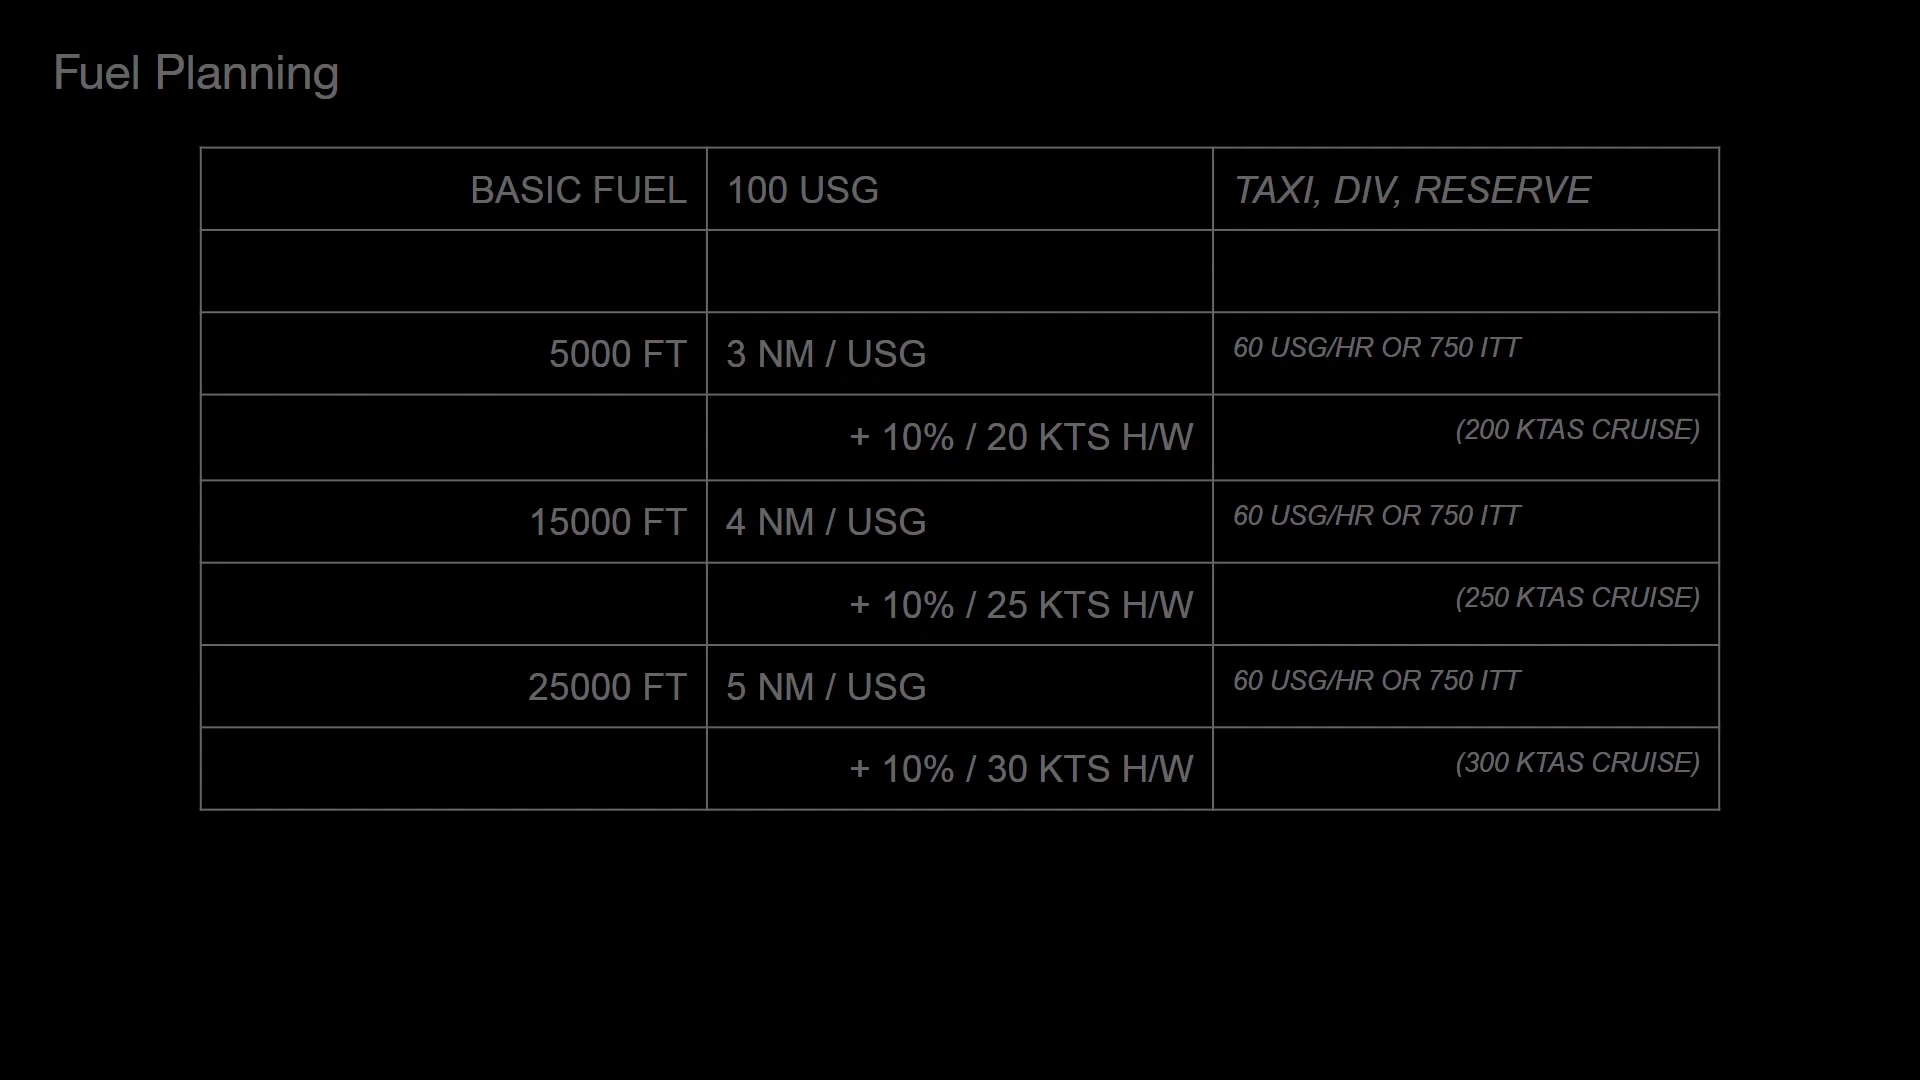 Fuel Planning
BASIC FUEL 100 USG TAXI, DIV, RESERVE
5000 FT 3 NM / USG 60 USG/HR OR 750 ITT
+ 10% / 20 KTS H/W (200 KTAS CRUISE)
15000 FT 4 NM / USG 60 USG/HR OR 750 ITT
+ 10% / 25 KTS H/W (250 KTAS CRUISE)
25000 FT 5 NM / USG 60 USG/HR OR 750 ITT
+ 10% / 30 KTS H/W (300 KTAS CRUISE)